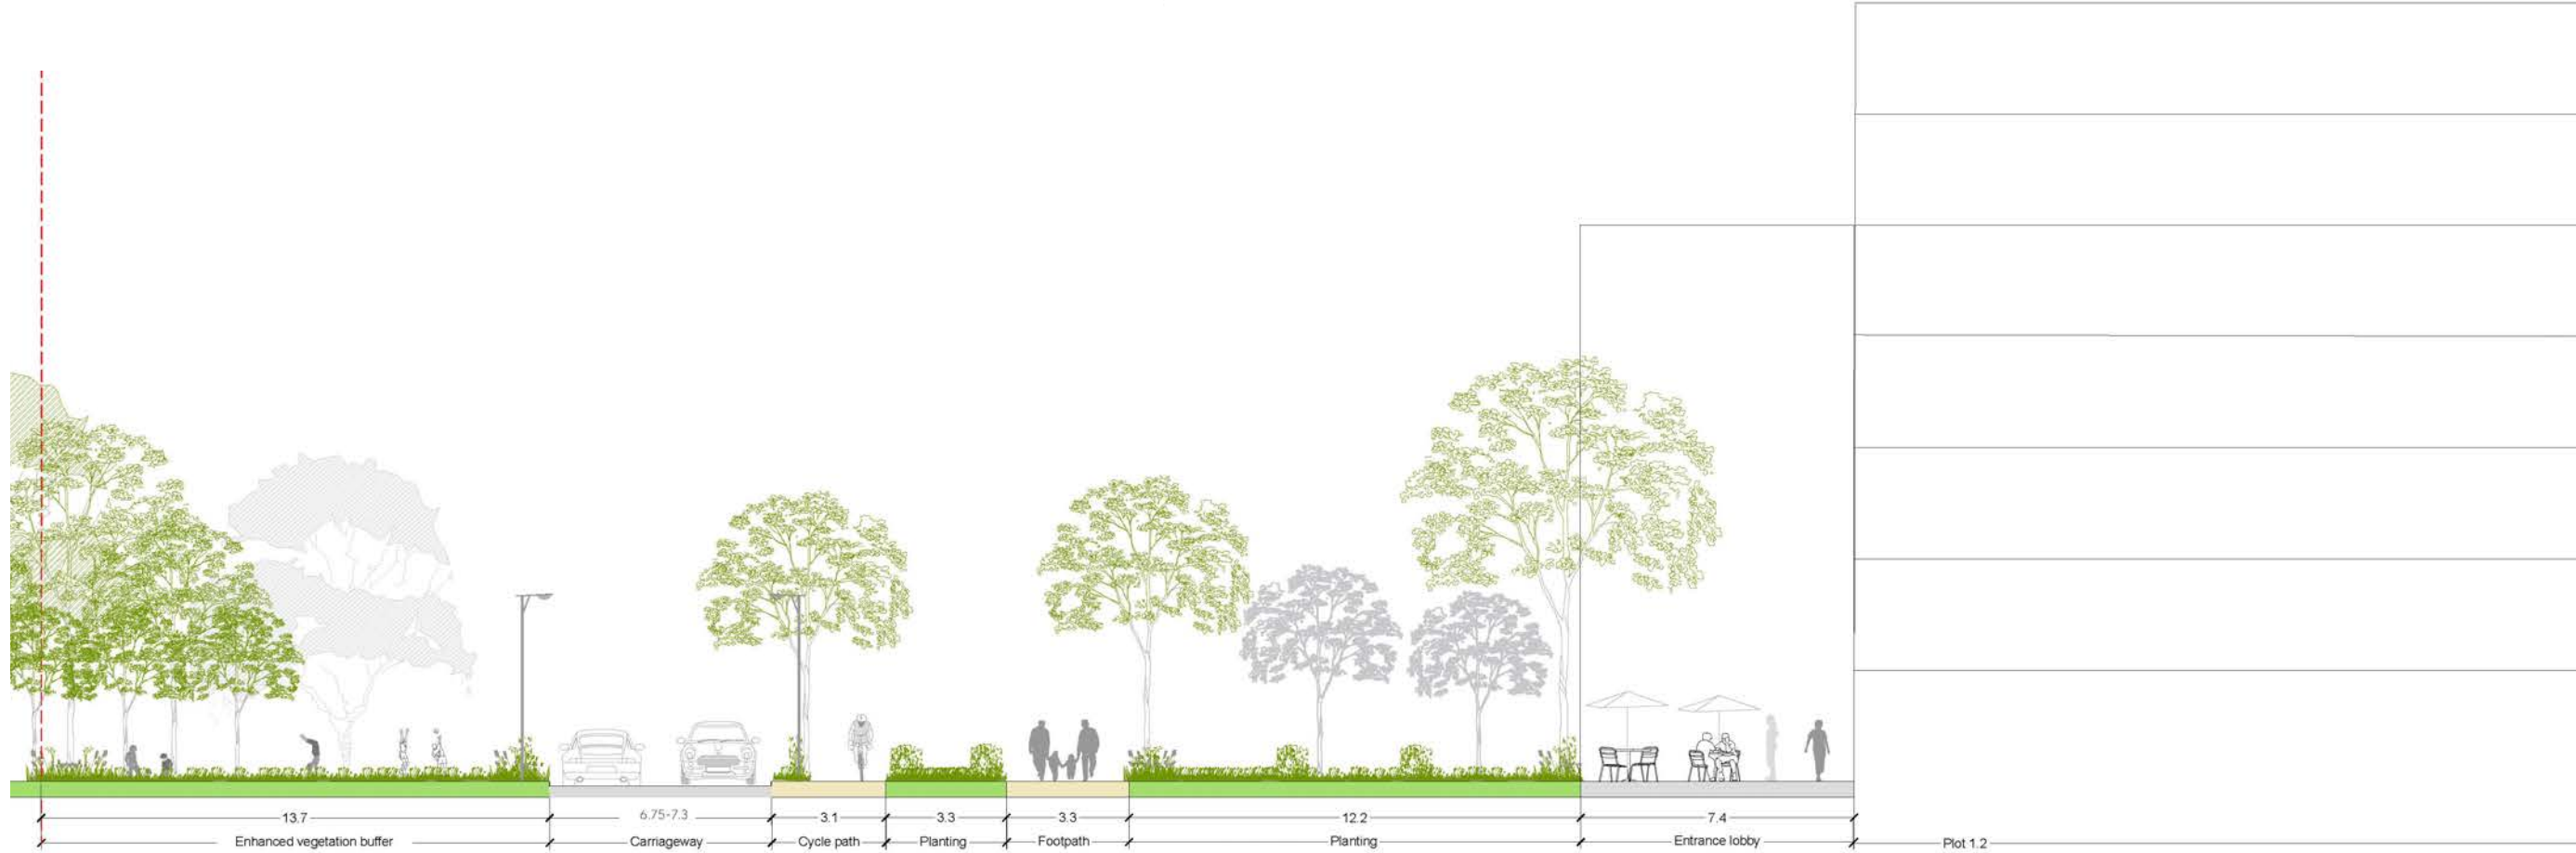 13.7 6.75-7.3 3.1 3.3 3.3 12.2 7.4
Enhanced vegetation buffer Carriageway Cycle path Planting Footpath Planting Entrance lobby Plot 1.2